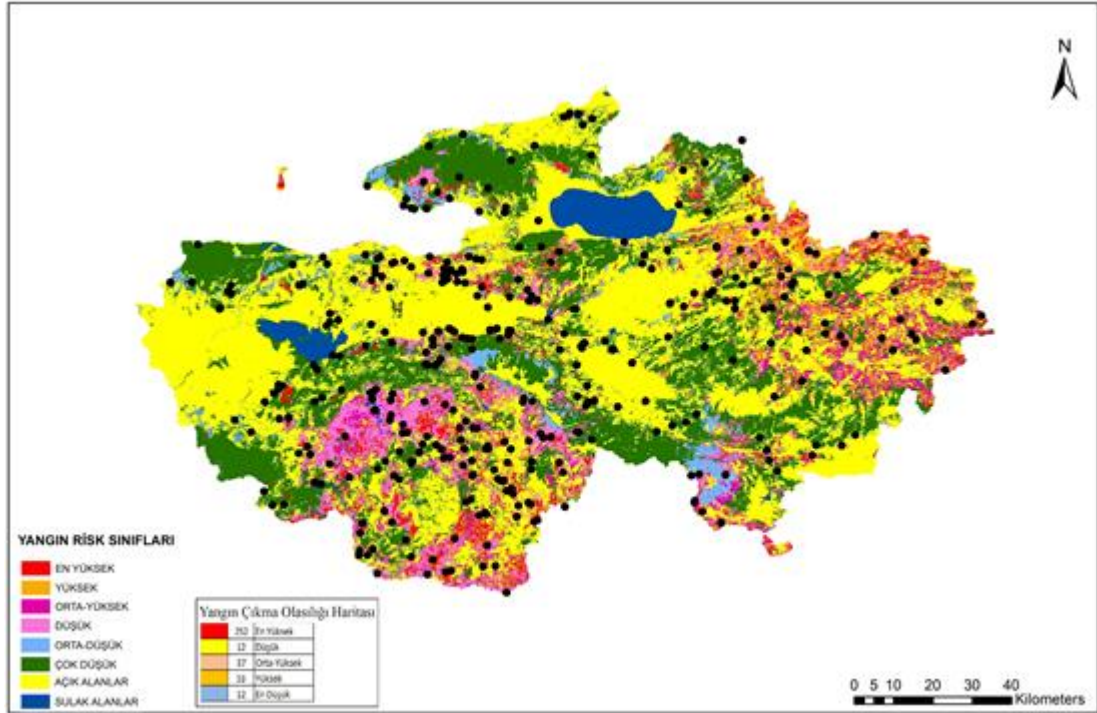 N
YANGIN RİSK SINIFLARI
EN YÜKSEK
YÜKSEK
ORTA-YÜKSEK
DÜŞÜK
ORTA-DÜŞÜK
ÇOK DÜŞÜK
AÇIK ALANLAR
SULAK ALANLAR
Yangın Çıkma Olasılığı Haritası
252 En Yüksek
12 Düşük
37 Orta-Yüksek
Yüksek
12 En Düşük
0 5 10 20 30 40
Kilometers